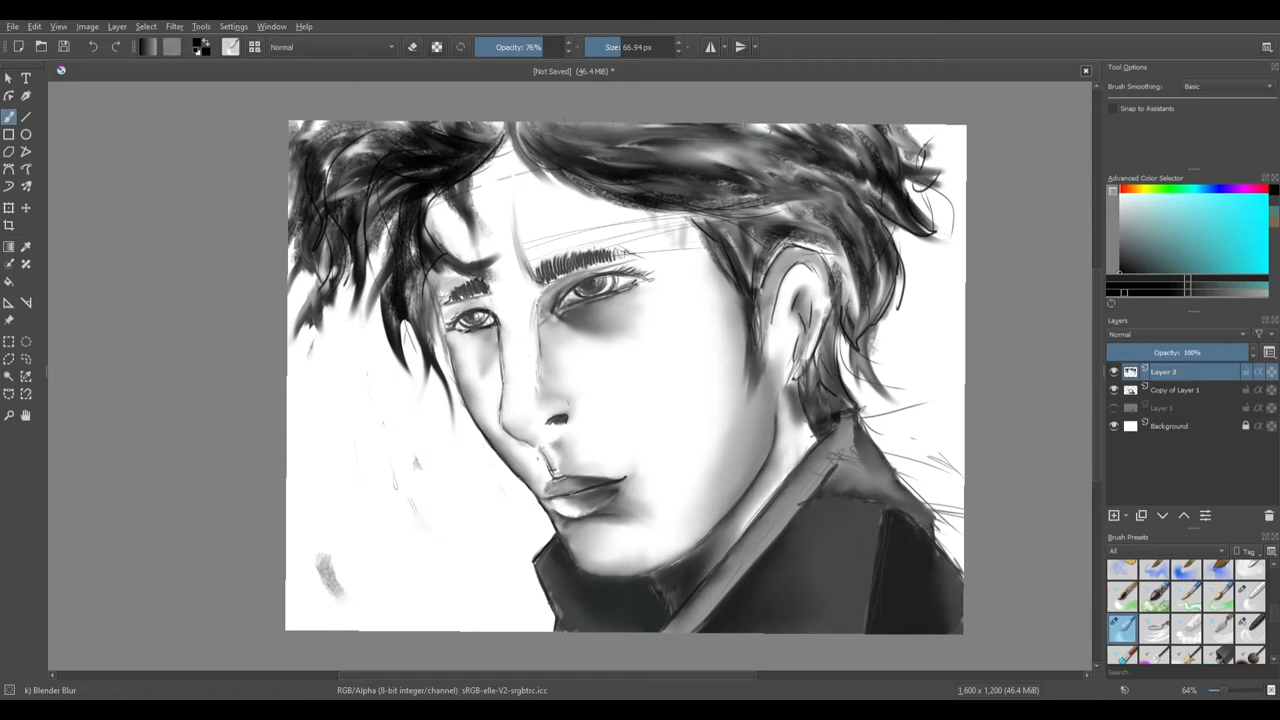 File Edit View Image Layer Select Filter Tools Settings Window Help
Normal Opacity: 76% Size: 66.94 px
[Not Saved] (46.4 MiB) *
Tool Options
Brush Smoothing: Basic
Snap to Assistants
Advanced Color Selector
Layers
Normal
Opacity: 100%
Layer 2
Copy of Layer 1
Layer 1
Background
Brush Presets
All Tag
Search
k) Blender Blur RGB/Alpha (8-bit integer/channel) sRGB-elle-V2-srgbtrc.icc 1,600 x 1,200 (46.4 MiB) 64%